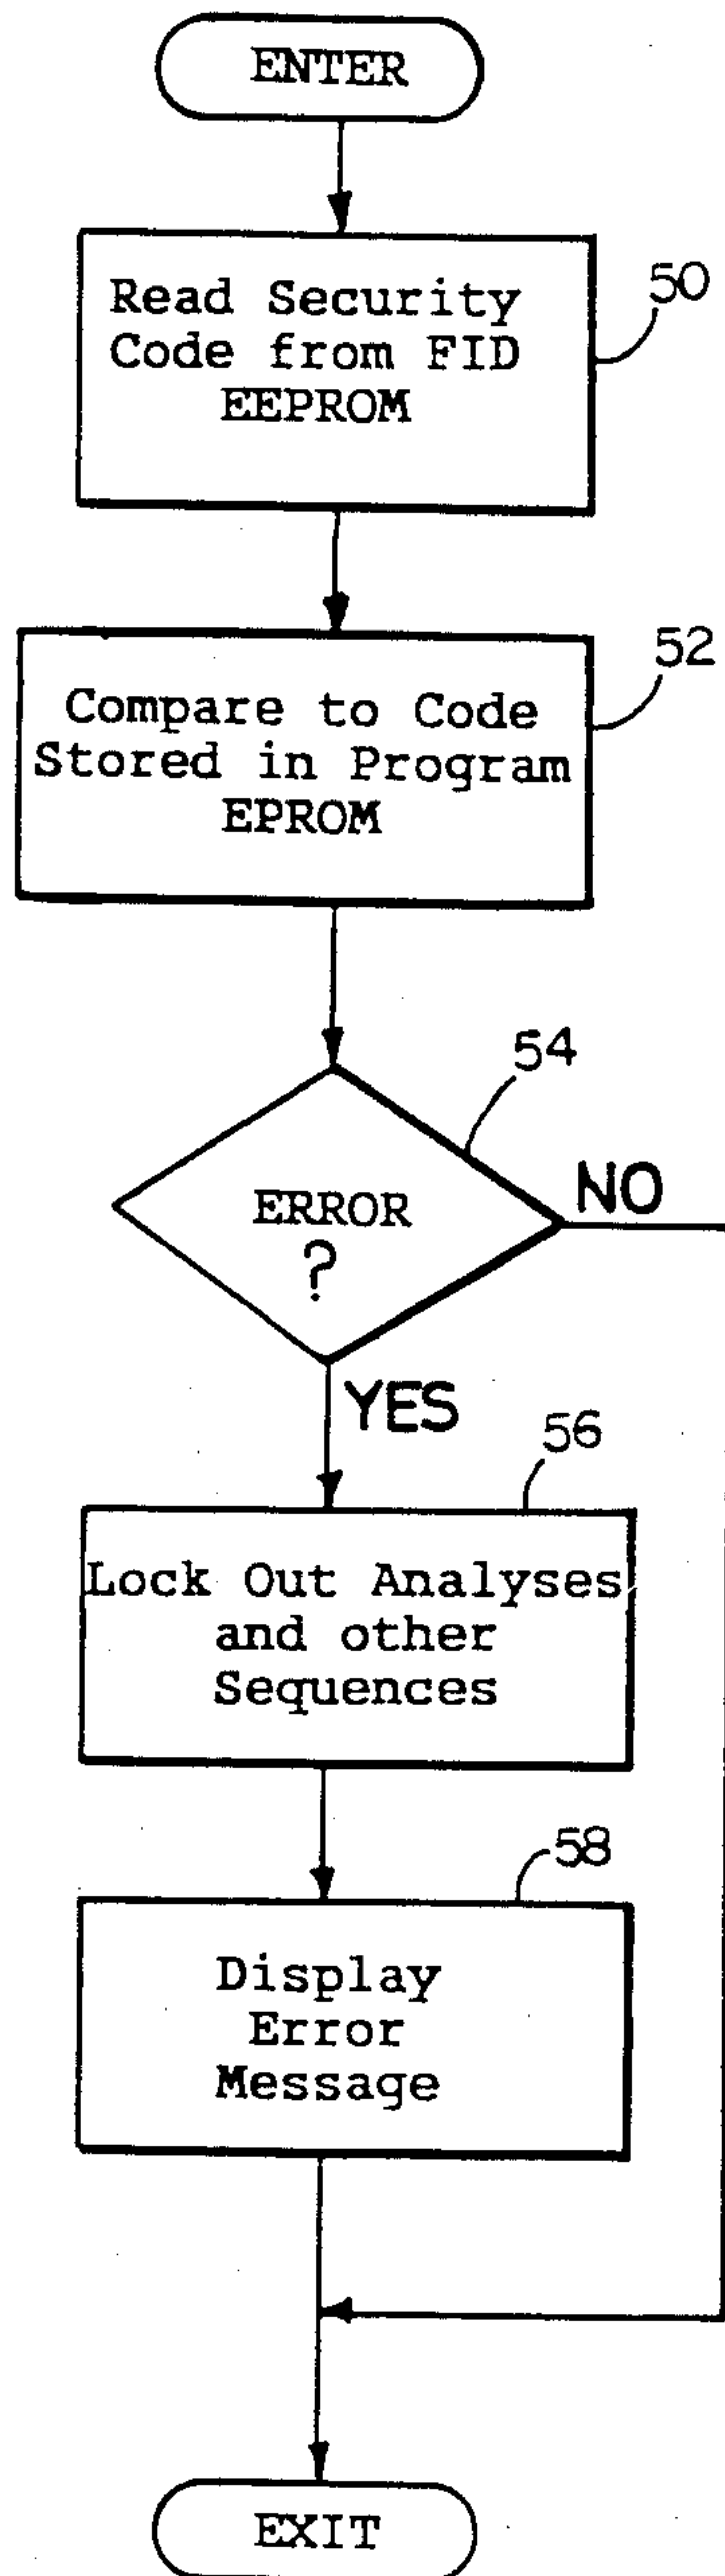 ENTER
50
Read Security
Code from FID
EEPROM
52
Compare to Code
Stored in Program
EPROM
54
NO
ERROR
?
YES
56
Lock Out Analyses
and other
Sequences
58
Display
Error
Message
EXIT